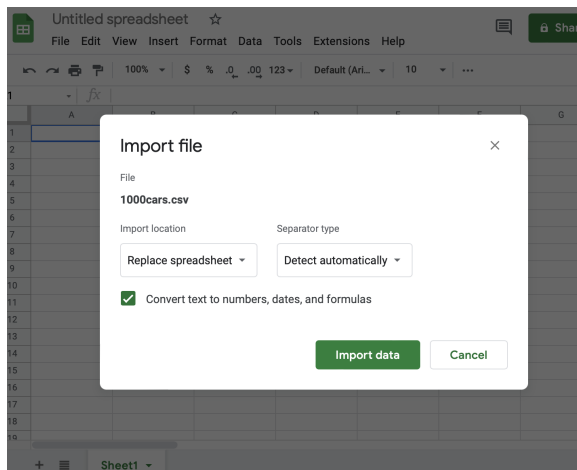 Untitled spreadsheet
File Edit View Insert Format Data Tools Extensions Help
100% $ % .0 .00 123 Default (Ari... 10
1 fx
A G
1
2
3
4
5
6
7
8
9
10
11
12
13
14
15
16
17
18
19
Import file
File
1000cars.csv
Import location Separator type
Replace spreadsheet Detect automatically
Convert text to numbers, dates, and formulas
Import data Cancel
+ Sheet1